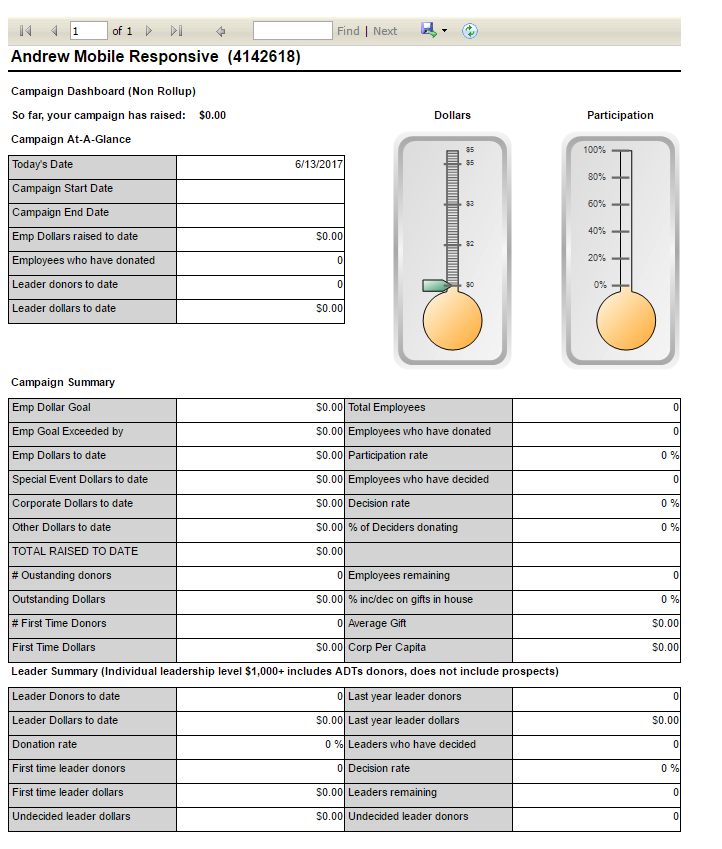 1 of 1 Find | Next
Andrew Mobile Responsive (4142618)
Campaign Dashboard (Non Rollup)
So far, your campaign has raised: $0.00
Dollars Participation
Campaign At-A-Glance
Today's Date 6/13/2017
Campaign Start Date
Campaign End Date
Emp Dollars raised to date $0.00
Employees who have donated 0
Leader donors to date 0
Leader dollars to date $0.00
$5
$5
$3
$2
$0
100%
80%
60%
40%
20%
0%
Campaign Summary
Emp Dollar Goal $0.00 Total Employees 0
Emp Goal Exceeded by $0.00 Employees who have donated 0
Emp Dollars to date $0.00 Participation rate 0 %
Special Event Dollars to date $0.00 Employees who have decided 0
Corporate Dollars to date $0.00 Decision rate 0 %
Other Dollars to date $0.00 % of Deciders donating 0 %
TOTAL RAISED TO DATE $0.00
# Oustanding donors 0 Employees remaining 0
Outstanding Dollars $0.00 % inc/dec on gifts in house 0 %
# First Time Donors 0 Average Gift $0.00
First Time Dollars $0.00 Corp Per Capita $0.00
Leader Summary (Individual leadership level $1,000+ includes ADTs donors, does not include prospects)
Leader Donors to date 0 Last year leader donors 0
Leader Dollars to date $0.00 Last year leader dollars $0.00
Donation rate 0 % Leaders who have decided 0
First time leader donors 0 Decision rate 0 %
First time leader dollars $0.00 Leaders remaining 0
Undecided leader dollars $0.00 Undecided leader donors 0